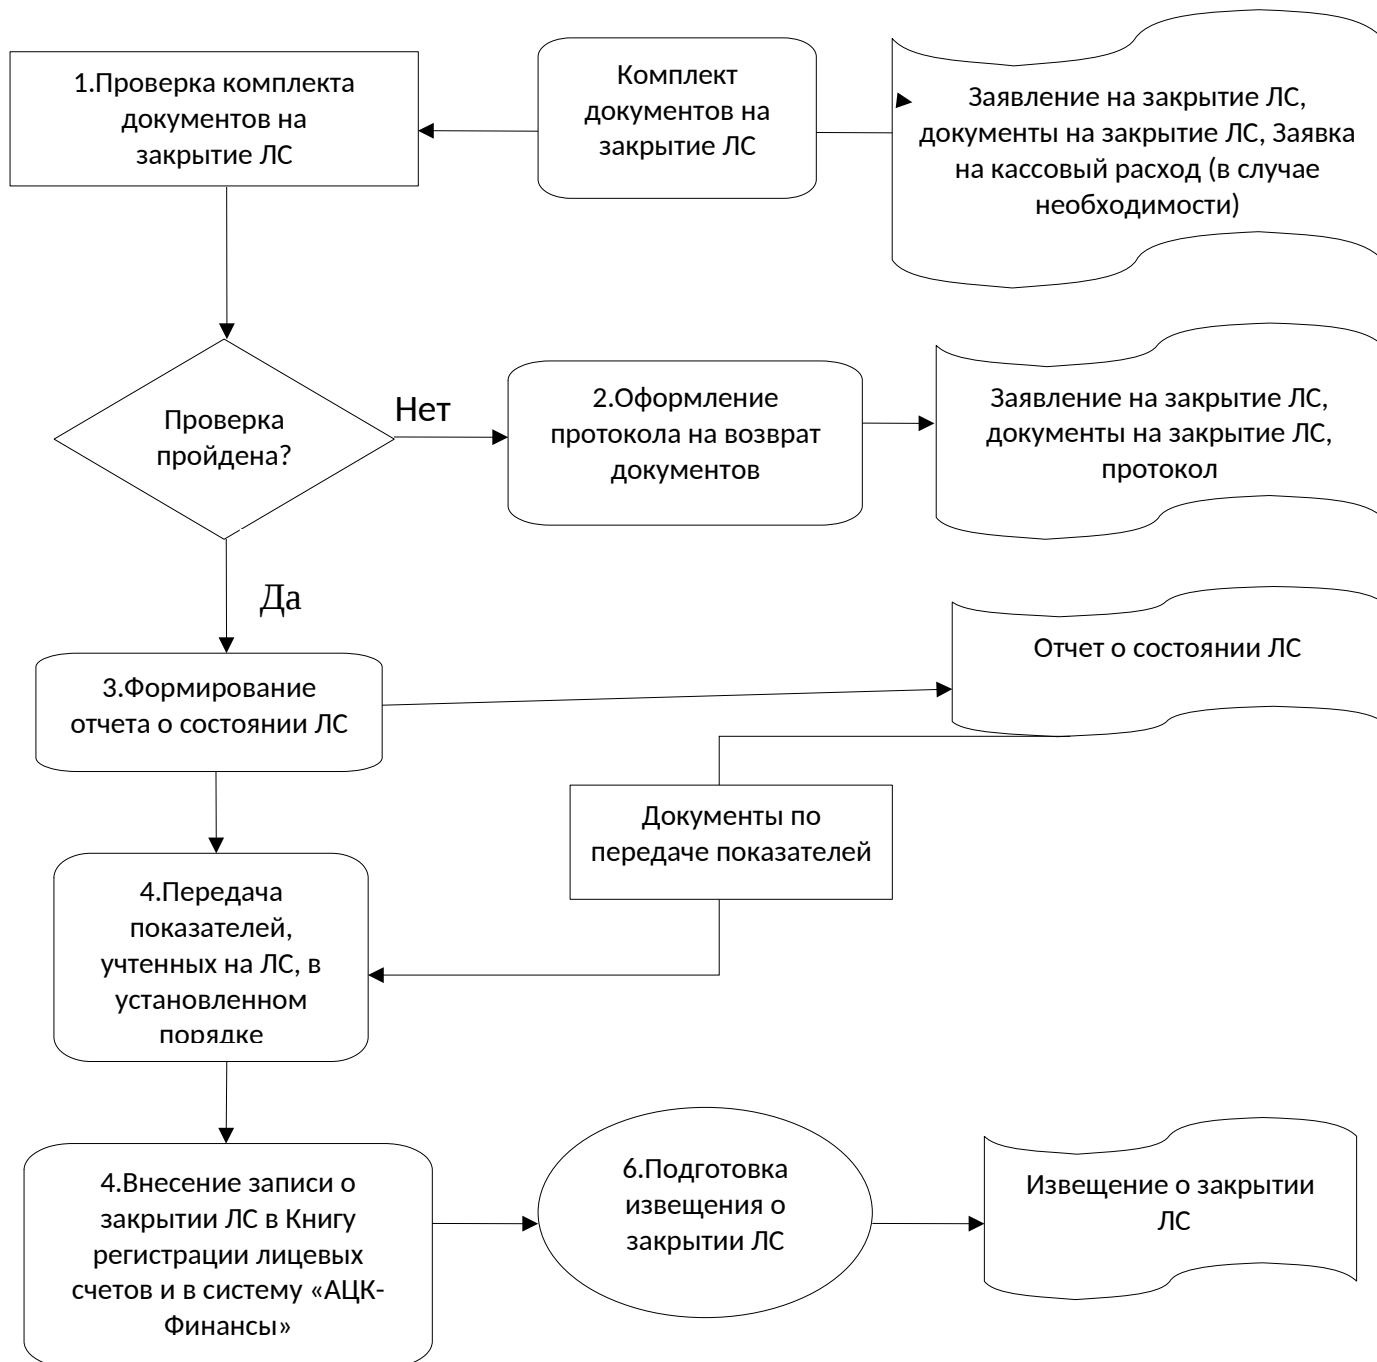 1.Проверка комплекта
документов на
закрытие ЛС
Комплект
документов на
закрытие ЛС
Заявление на закрытие ЛС,
документы на закрытие ЛС, Заявка
на кассовый расход (в случае
необходимости)
Проверка
пройдена?
Нет
2.Оформление
протокола на возврат
документов
Заявление на закрытие ЛС,
документы на закрытие ЛС,
протокол
Да
3.Формирование
отчета о состоянии ЛС
Отчет о состоянии ЛС
Документы по
передаче показателей
4.Передача
показателей,
учтенных на ЛС, в
установленном
порядке
4.Внесение записи о
закрытии ЛС в Книгу
регистрации лицевых
счетов и в систему «АЦК-
Финансы»
6.Подготовка
извещения о
закрытии ЛС
Извещение о закрытии
ЛС